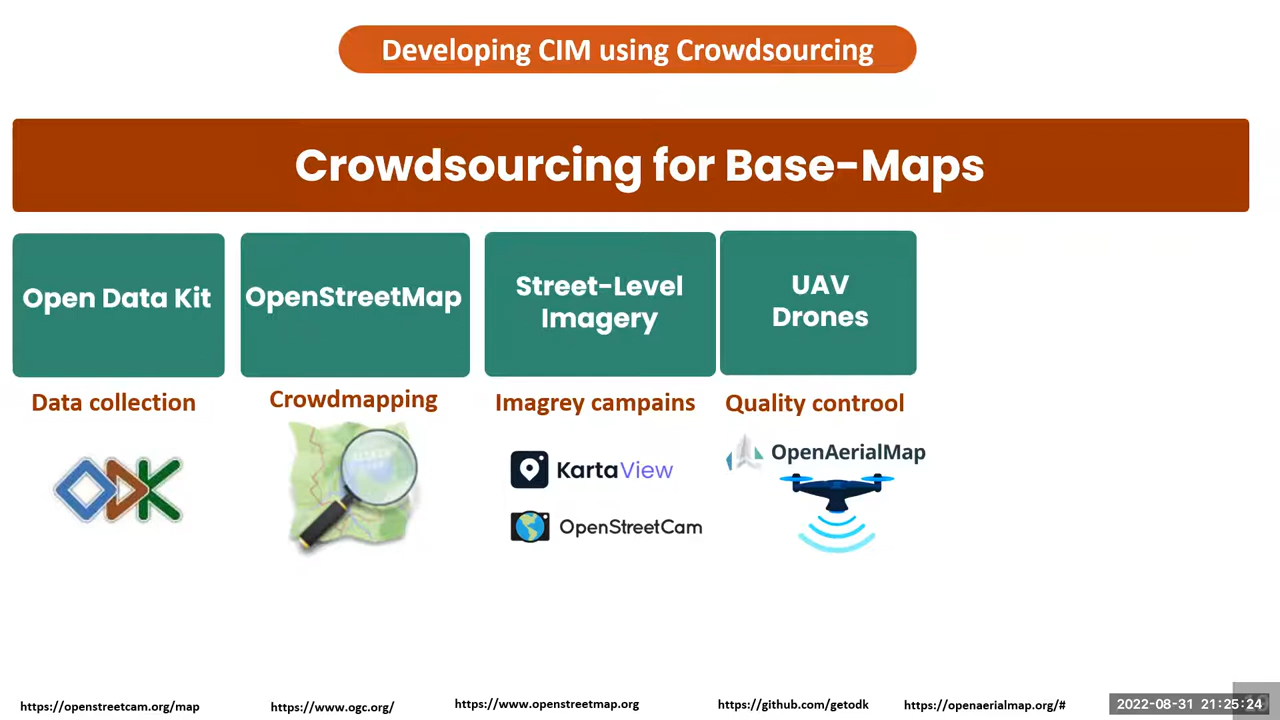 Developing CIM using Crowdsourcing
Crowdsourcing for Base-Maps
Open Data Kit
OpenStreetMap
Street-Level
Imagery
UAV
Drones
Data collection
Crowdmapping
Imagrey campains
Quality controol
ODK
KartaView
OpenStreetCam
OpenAerialMap
https://openstreetcam.org/map
https://www.ogc.org/
https://www.openstreetmap.org
https://github.com/getodk
https://openaerialmap.org/#
2022-08-31 21:25:24